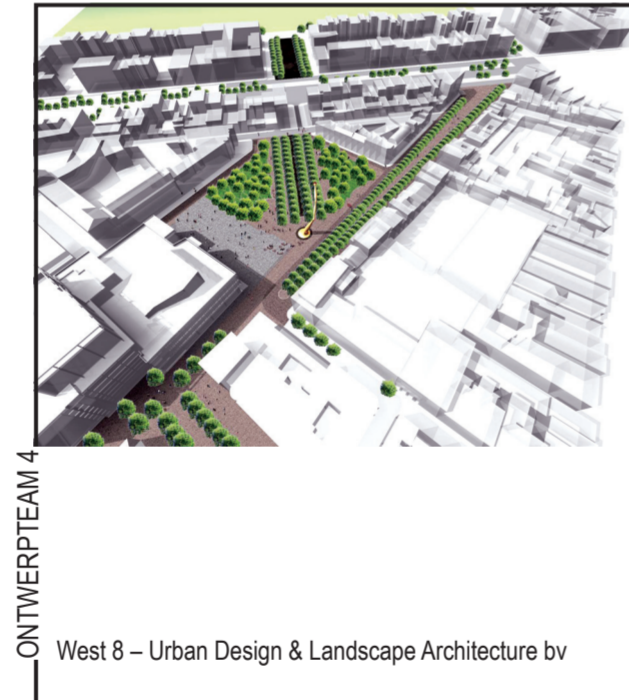 ONTWERPTEAM 4
West 8 – Urban Design & Landscape Architecture bv